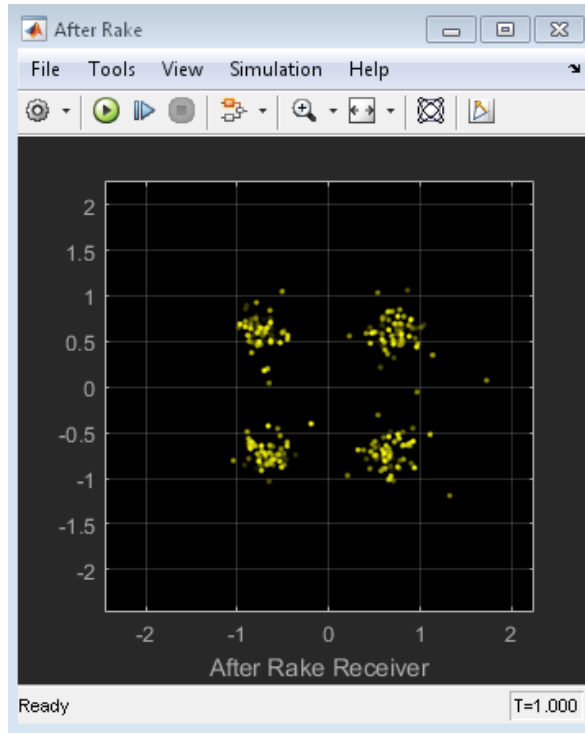 After Rake
File Tools View Simulation Help
2
1.5
1
0.5
0
-0.5
-1
-1.5
-2
-2 -1 0 1 2
After Rake Receiver
Ready T=1.000